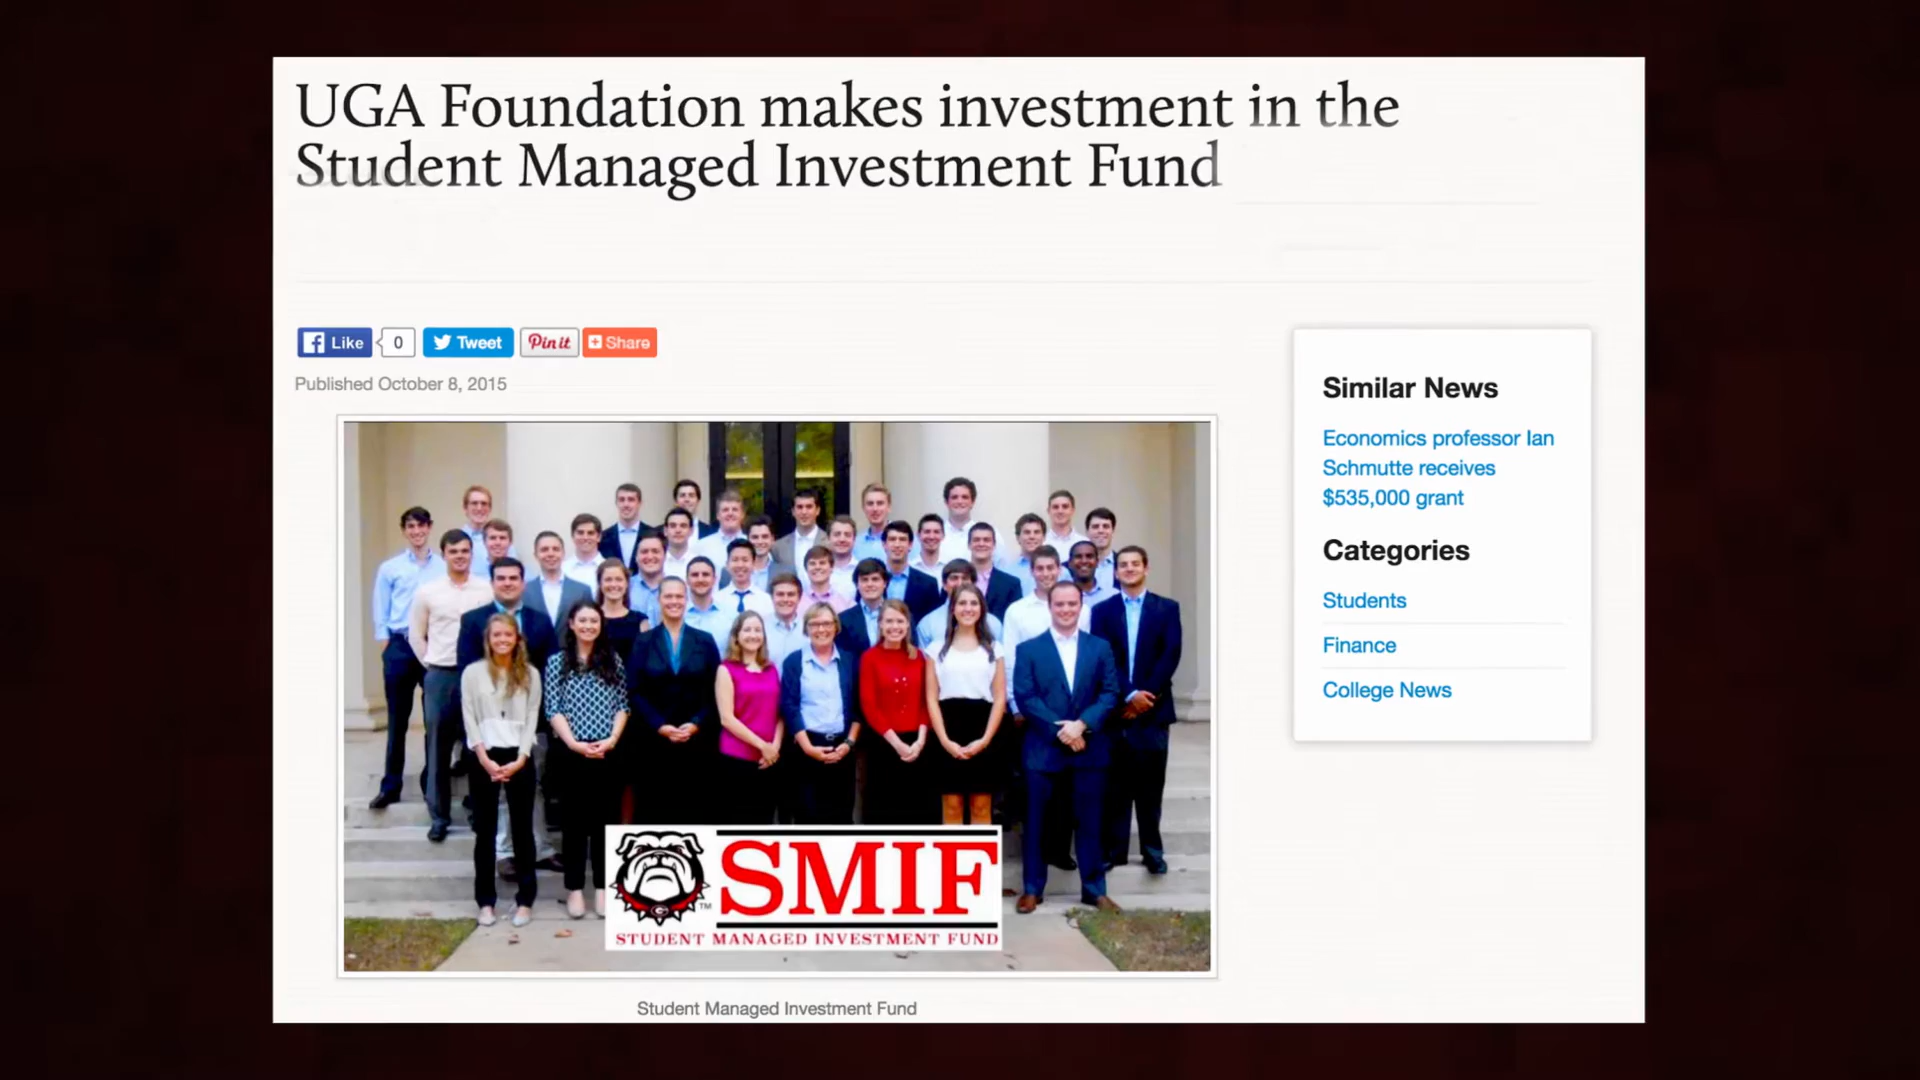 UGA Foundation makes investment in the
Student Managed Investment Fund
Like
0
Tweet
Pin it
Share
Published October 8, 2015
SMIF
TM
STUDENT MANAGED INVESTMENT FUND
Student Managed Investment Fund
Similar News
Economics professor Ian
Schmutte receives
$535,000 grant
Categories
Students
Finance
College News